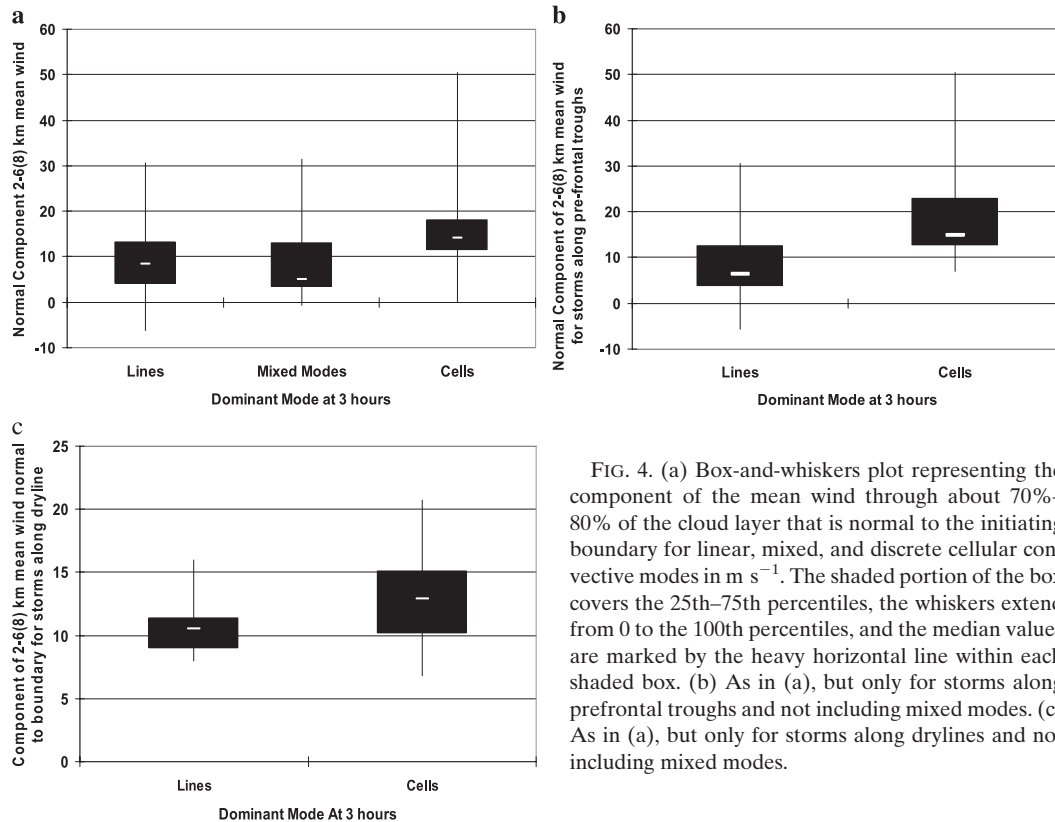 a
Normal Component 2-6(8) km mean wind
60
50
40
30
20
10
0
-10
Lines
Mixed Modes
Cells
Dominant Mode at 3 hours
b
Normal Component of 2-6(8) km mean wind
for storms along pre-frontal troughs
60
50
40
30
20
10
0
-10
Lines
Cells
Dominant Mode at 3 hours
c
Component of 2-6(8) km mean wind normal
to boundary for storms along dryline
25
20
15
10
5
0
Lines
Cells
Dominant Mode At 3 hours
FIG. 4. (a) Box-and-whiskers plot representing the
component of the mean wind through about 70%–
80% of the cloud layer that is normal to the initiating
boundary for linear, mixed, and discrete cellular con
vective modes in m s⁻¹. The shaded portion of the box
covers the 25th–75th percentiles, the whiskers extend
from 0 to the 100th percentiles, and the median value
are marked by the heavy horizontal line within each
shaded box. (b) As in (a), but only for storms along
prefrontal troughs and not including mixed modes. (c
As in (a), but only for storms along drylines and no
including mixed modes.